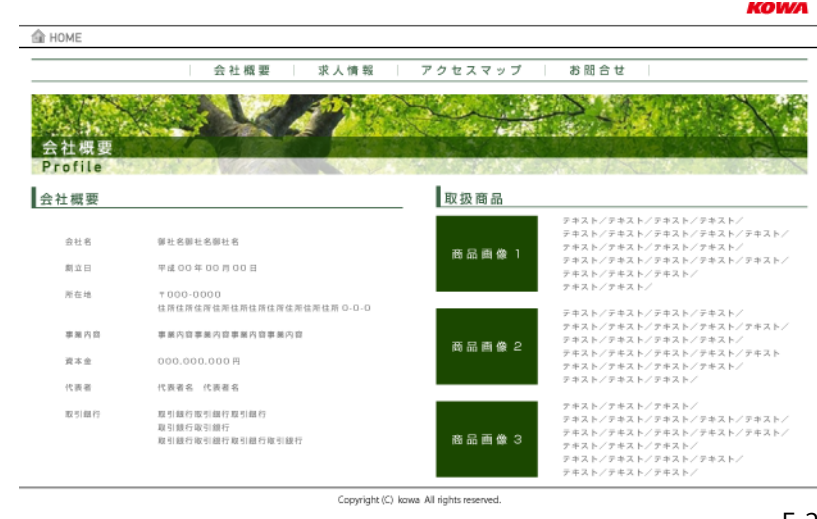 KOWA
HOME
会社概要 求人情報 アクセスマップ お問合せ
会社概要
Profile
会社概要
会社名 御社名御社名御社名
創立日 平成00年00月00日
所在地 〒000-0000
住所住所住所住所住所住所住所住所住所住所 0-0-0
事業内容 事業内容事業内容事業内容事業内容
資本金 000,000,000円
代表者 代表者名 代表者名
取引銀行 取引銀行取引銀行取引銀行
取引銀行取引銀行
取引銀行取引銀行取引銀行取引銀行
取扱商品
商品画像 1
テキスト/テキスト/テキスト/テキスト/
テキスト/テキスト/テキスト/テキスト/テキスト/
テキスト/テキスト/テキスト/テキスト/
テキスト/テキスト/テキスト/テキスト/テキスト/
テキスト/テキスト/テキスト/
テキスト/テキスト/
商品画像 2
テキスト/テキスト/テキスト/テキスト/
テキスト/テキスト/テキスト/テキスト/テキスト/
テキスト/テキスト/テキスト/テキスト/
テキスト/テキスト/テキスト/テキスト/テキスト
テキスト/テキスト/テキスト/テキスト/
テキスト/テキスト/テキスト/
商品画像 3
テキスト/テキスト/テキスト/
テキスト/テキスト/テキスト/テキスト/テキスト/
テキスト/テキスト/テキスト/テキスト/テキスト/
テキスト/テキスト/テキスト/
テキスト/テキスト/テキスト/テキスト/
テキスト/テキスト/テキスト/
Copyright (C) kowa All rights reserved.